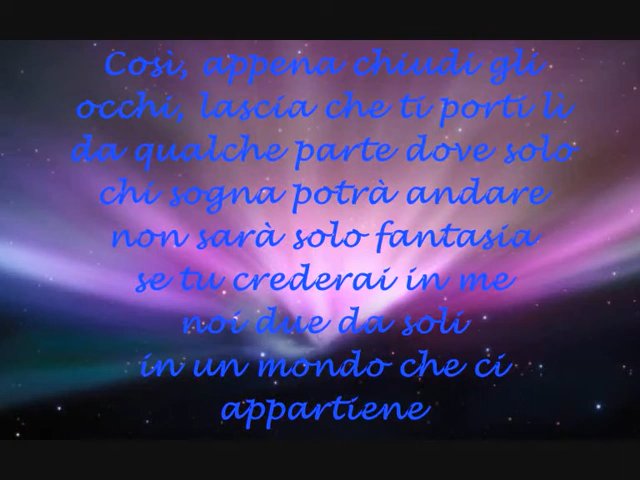 Così, appena chiudi gli
occhi, lascia che ti porti lì
da qualche parte dove solo
chi sogna potrà andare
non sarà solo fantasia
se tu crederai in me
noi due da soli
in un mondo che ci
appartiene